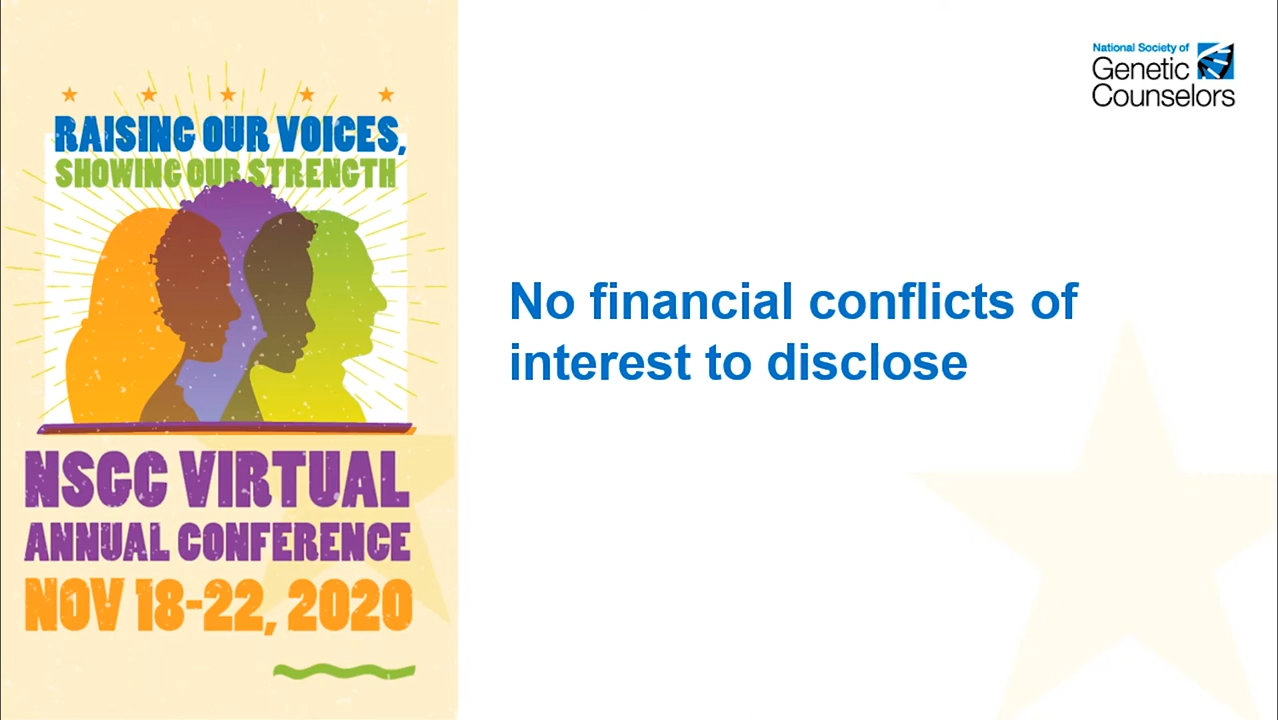 RAISING OUR VOICES,
SHOWING OUR STRENGTH
NSGC VIRTUAL
ANNUAL CONFERENCE
NOV 18-22, 2020
National Society of
Genetic
Counselors
No financial conflicts of
interest to disclose